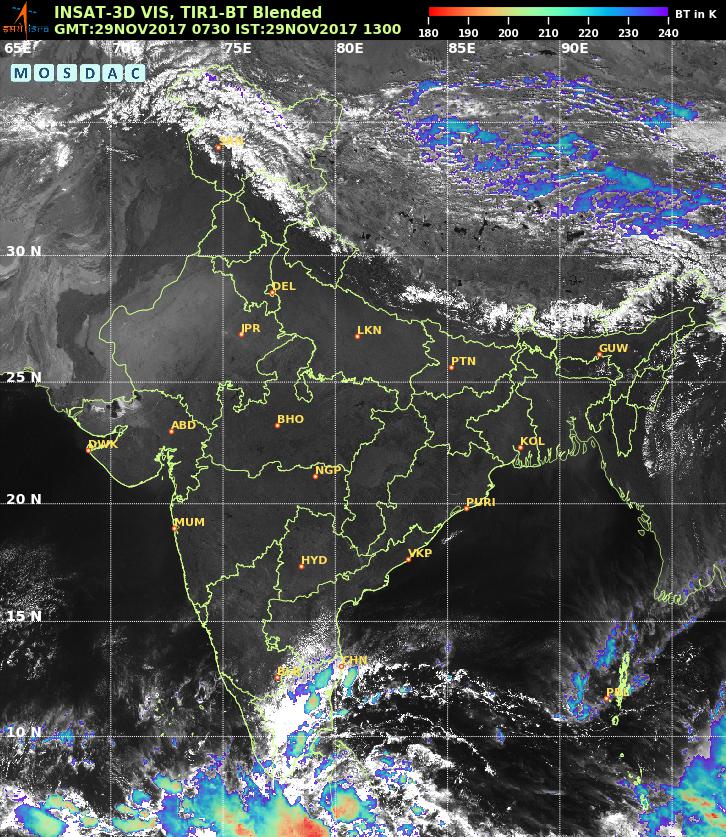 INSAT-3D VIS, TIR1-BT Blended
GMT:29NOV2017 0730 IST:29NOV2017 1300
BT in K
180 190 200 210 220 230 240
65E 70E 75E 80E 85E 90E
M O S D A C
30 N
DEL
JPR
LKN
GUW
PTN
25 N
ABD
BHO
KOL
DWK
NGP
20 N
PURI
MUM
VKP
HYD
15 N
CHN
10 N